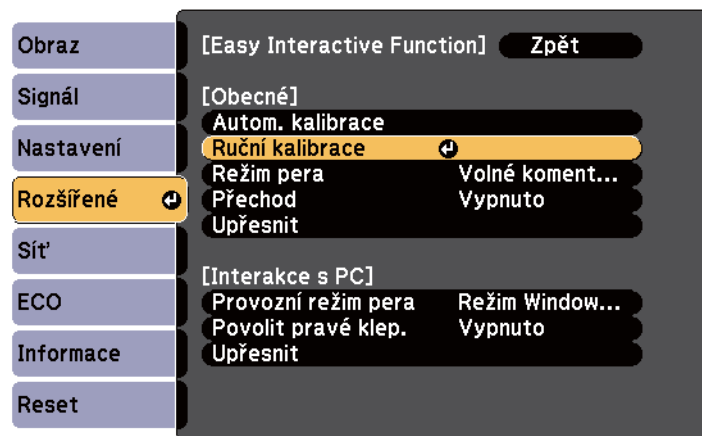 Obraz
Signál
Nastavení
Rozšířené
Síť
ECO
Informace
Reset
[Easy Interactive Function] Zpět
[Obecné]
Autom. kalibrace
Ruční kalibrace
Režim pera Volné koment...
Přechod Vypnuto
Upřesnit
[Interakce s PC]
Provozní režim pera Režim Window...
Povolit pravé klep. Vypnuto
Upřesnit